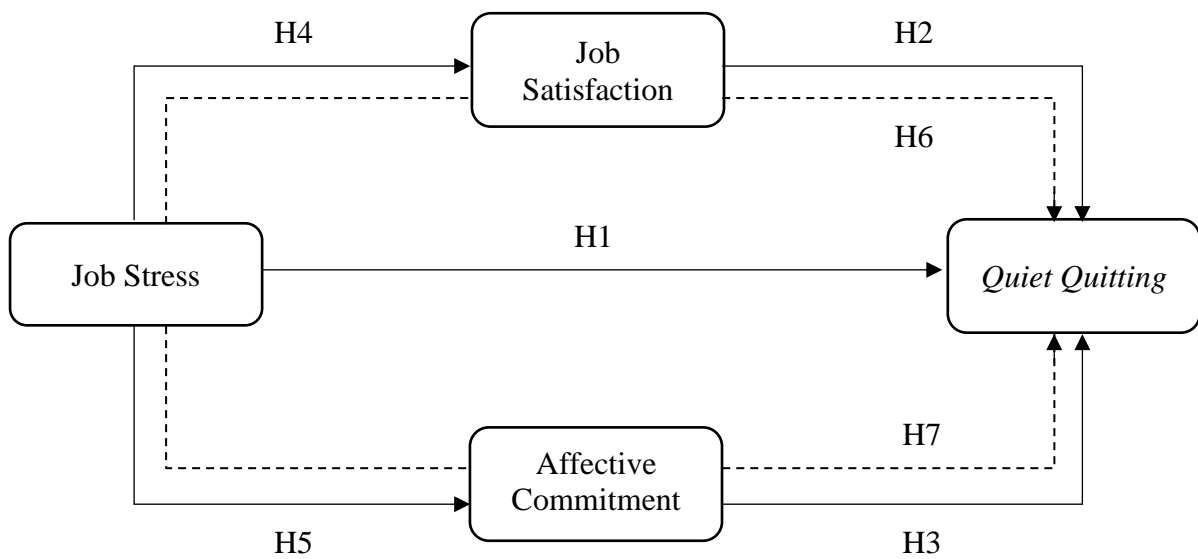 H4
Job
Satisfaction
H2
H6
Job Stress
H1
Quiet Quitting
Affective
Commitment
H7
H5
H3